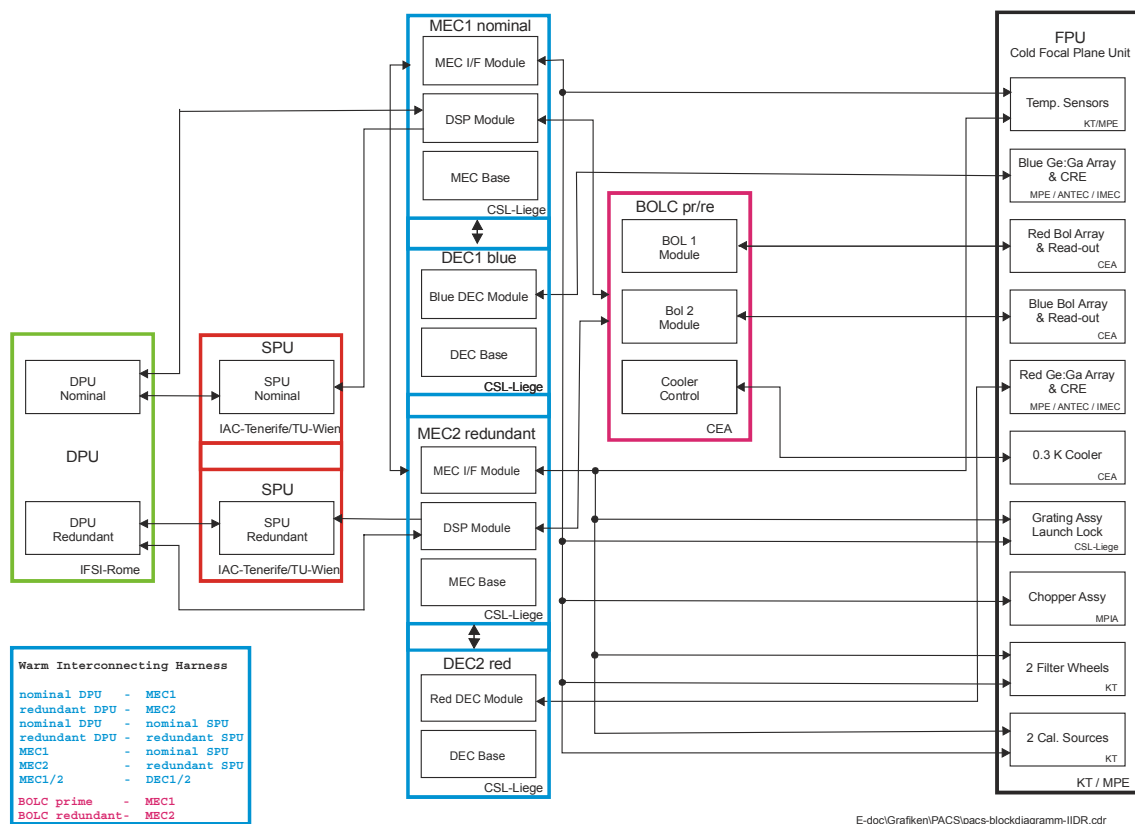 MEC1 nominal
MEC I/F Module
DSP Module
MEC Base
CSL-Liege
DEC1 blue
Blue DEC Module
DEC Base
CSL-Liege
MEC2 redundant
MEC I/F Module
DSP Module
MEC Base
CSL-Liege
DEC2 red
Red DEC Module
DEC Base
CSL-Liege
DPU
Nominal
DPU
DPU
Redundant
IFSI-Rome
SPU
SPU
Nominal
IAC-Tenerife/TU-Wien
SPU
SPU
Redundant
IAC-Tenerife/TU-Wien
BOLC pr/re
BOL 1
Module
Bol 2
Module
Cooler
Control
CEA
FPU
Cold Focal Plane Unit
Temp. Sensors
KT/MPE
Blue Ge:Ga Array
& CRE
MPE / ANTEC / IMEC
Red Bol Array
& Read-out
CEA
Blue Bol Array
& Read-out
CEA
Red Ge:Ga Array
& CRE
MPE / ANTEC / IMEC
0.3 K Cooler
CEA
Grating Assy
Launch Lock
CSL-Liege
Chopper Assy
MPIA
2 Filter Wheels
KT
2 Cal. Sources
KT
KT / MPE
Warm Interconnecting Harness
nominal DPU - MEC1
redundant DPU - MEC2
nominal DPU - nominal SPU
redundant DPU - redundant SPU
MEC1 - nominal SPU
MEC2 - redundant SPU
MEC1/2 - DEC1/2
BOLC prime - MEC1
BOLC redundant- MEC2
E-doc\Grafiken\PACS\pacs-blockdiagramm-IIDR.cdr